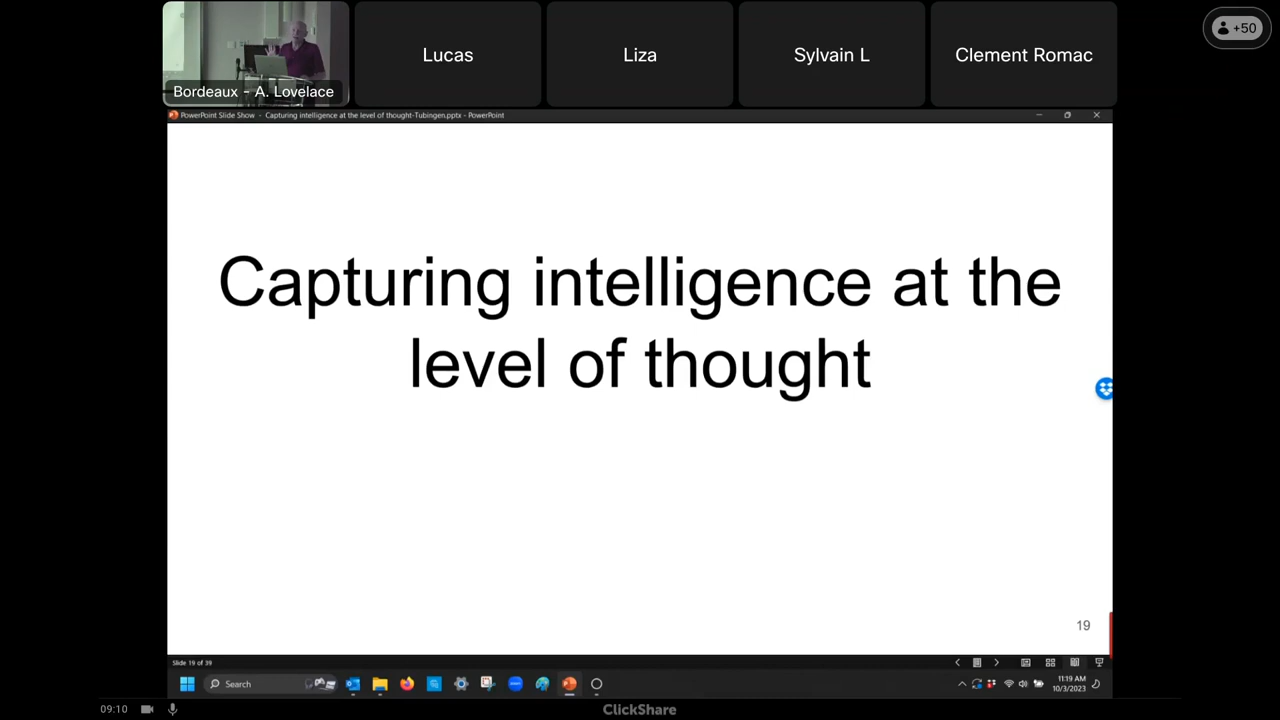 Bordeaux - A. Lovelace
Lucas
Liza
Sylvain L
Clement Romac
+50
PowerPoint Slide Show - Capturing intelligence at the level of thought-Tubingen.pptx - PowerPoint
Capturing intelligence at the
level of thought
19
Slide 19 of 39
Search
11:19 AM
10/3/2023
09:10
ClickShare